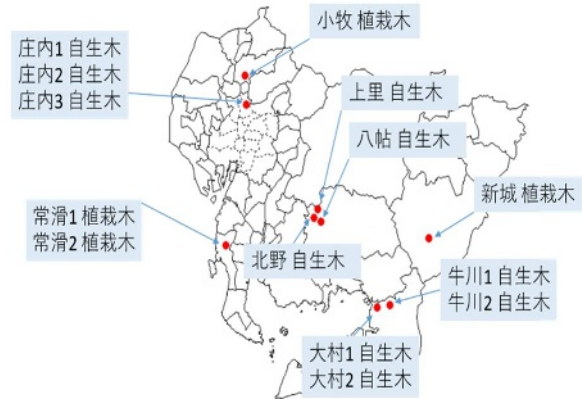 小牧 植栽木
庄内1 自生木
庄内2 自生木
庄内3 自生木
上里 自生木
八帖 自生木
新城 植栽木
常滑1 植栽木
常滑2 植栽木
北野 自生木
牛川1 自生木
牛川2 自生木
大村1 自生木
大村2 自生木